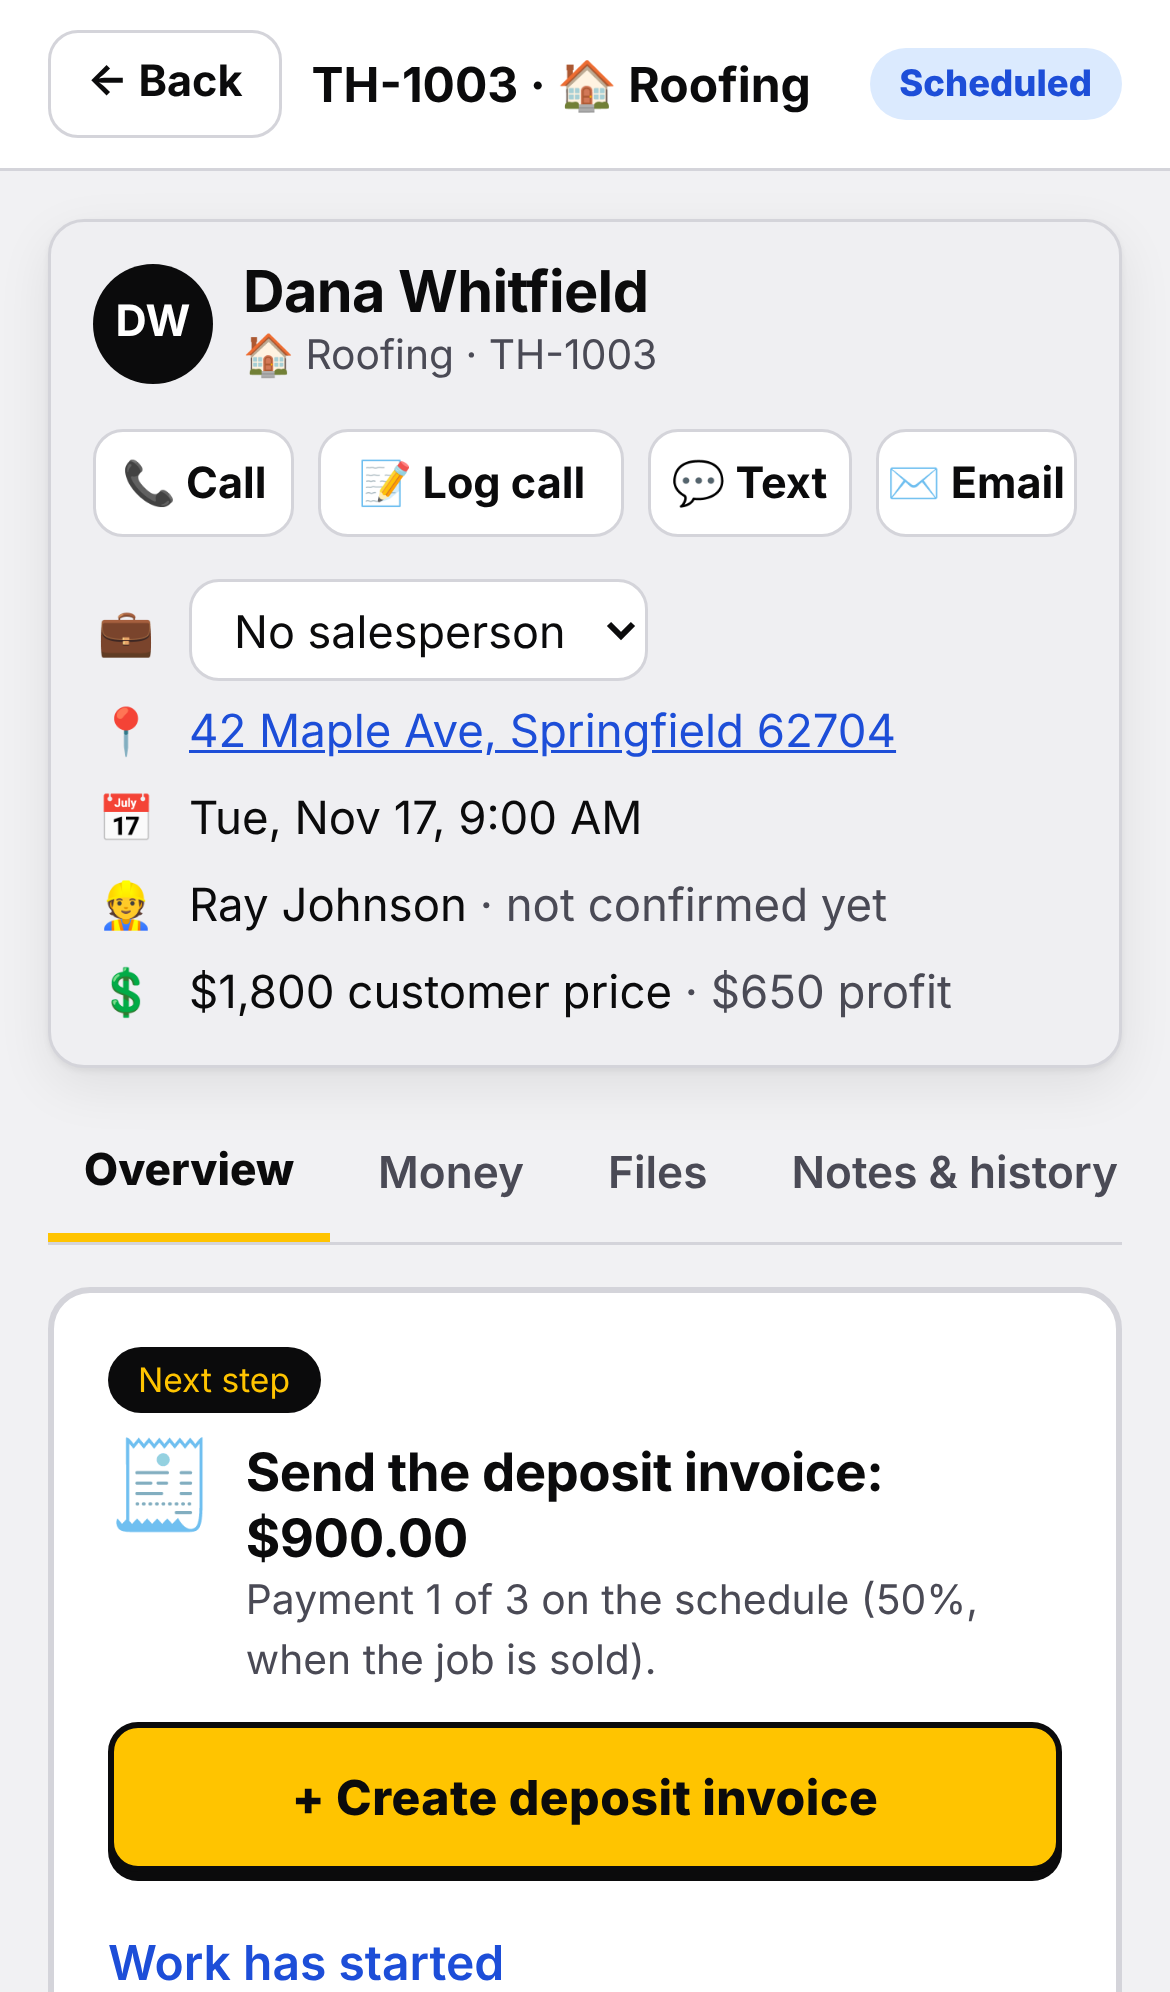 ← Back
TH-1003 · 🏠 Roofing
Scheduled
DW
Dana Whitfield
🏠 Roofing · TH-1003
📞 Call
📝 Log call
💬 Text
✉️ Email
💼 No salesperson
📍 42 Maple Ave, Springfield 62704
📅 Tue, Nov 17, 9:00 AM
👷 Ray Johnson · not confirmed yet
💲 $1,800 customer price · $650 profit
Overview
Money
Files
Notes & history
Next step
🧾 Send the deposit invoice:
$900.00
Payment 1 of 3 on the schedule (50%,
when the job is sold).
+ Create deposit invoice
Work has started